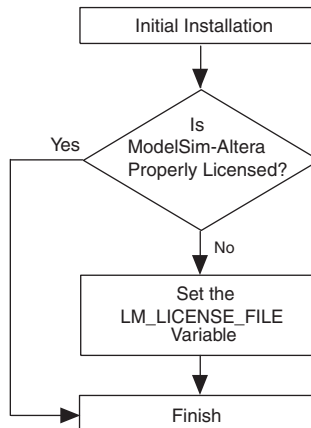 Initial Installation
Is
ModelSim-Altera
Properly Licensed?
Yes
No
Set the
LM_LICENSE_FILE
Variable
Finish